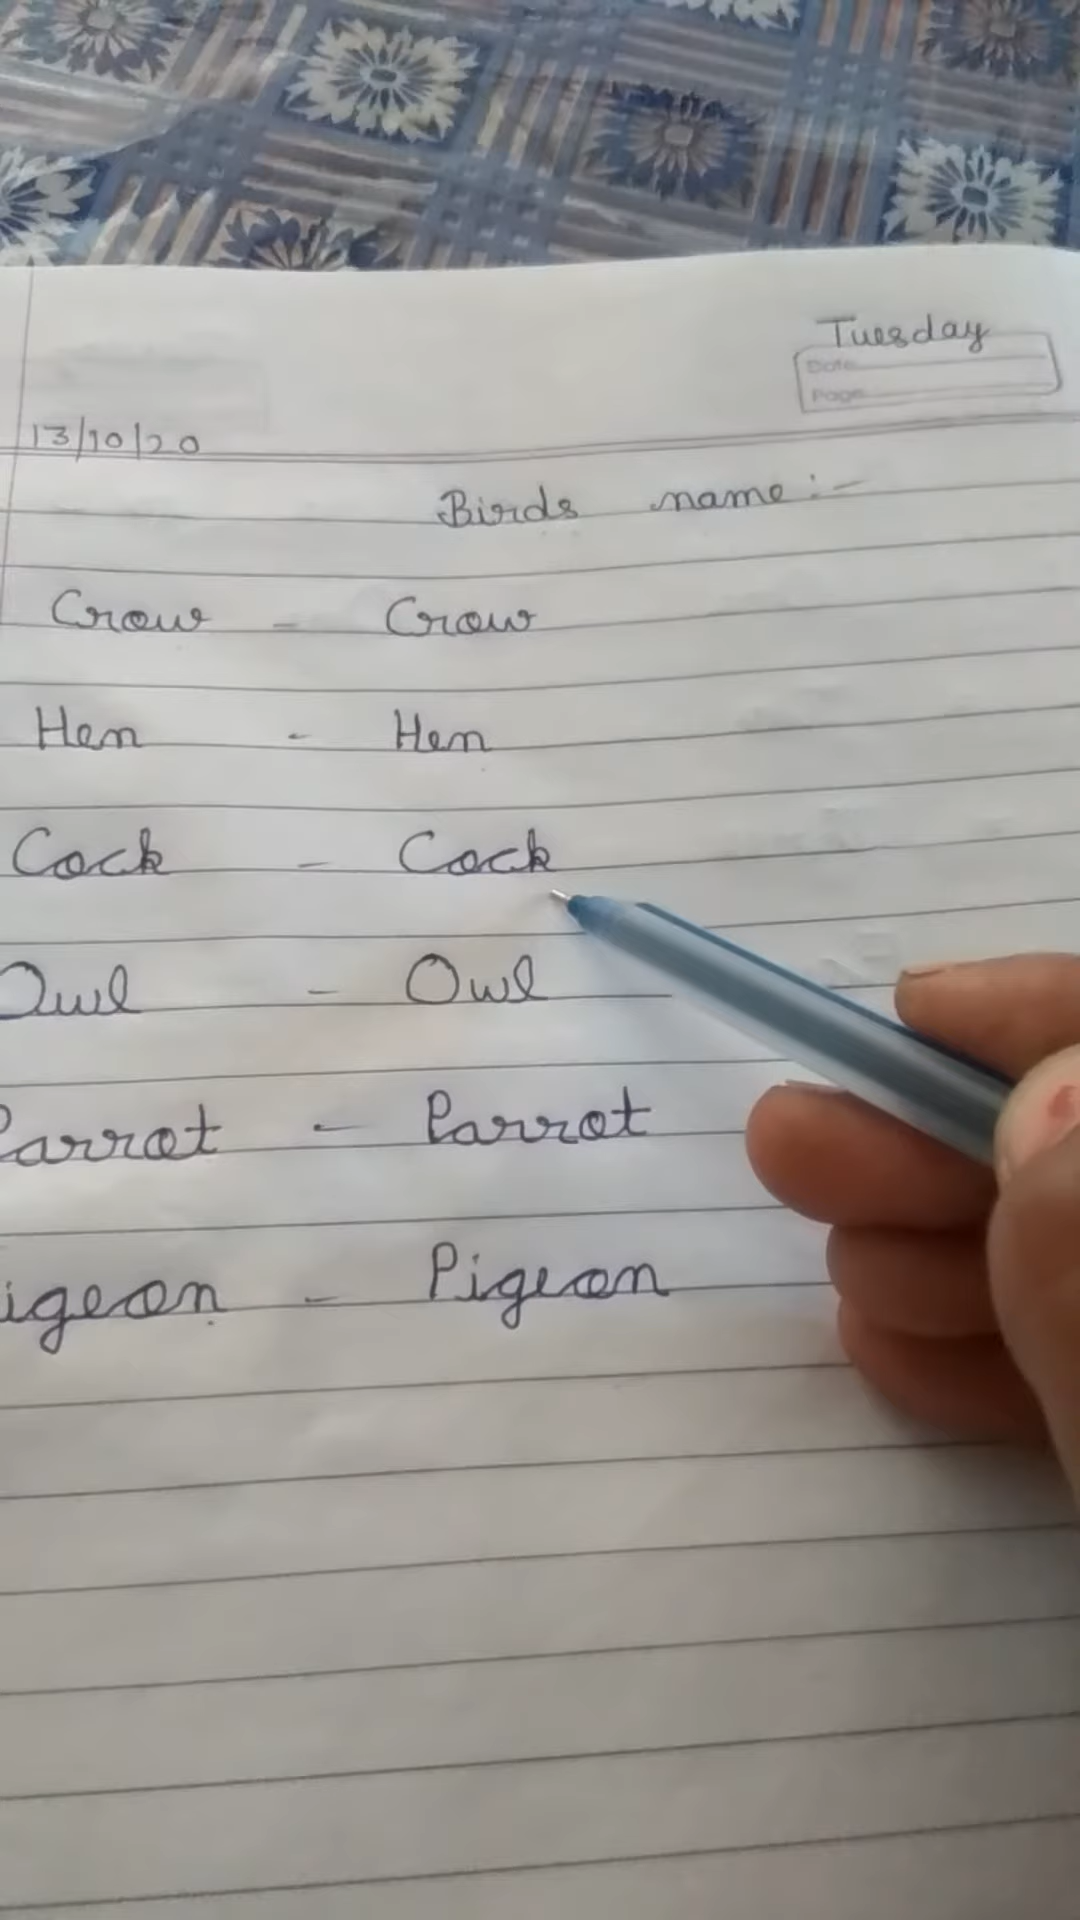 Tuesday
Date
Page
13/10/20
Birds name:-
Crow - Crow
Hen - Hen
Cock - Cock
Owl - Owl
Parrot - Parrot
igeon - Pigeon